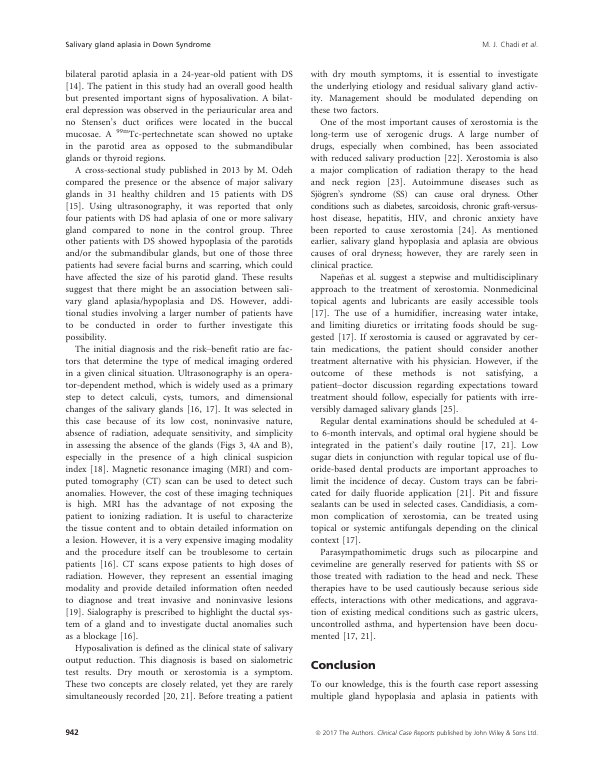 Salivary gland aplasia in Down Syndrome
M. J. Chadi et al.
bilateral parotid aplasia in a 24-year-old patient with DS
[14]. The patient in this study had an overall good health
but presented important signs of hyposalivation. A bilat-
eral depression was observed in the periauricular area and
no Stensen's duct orifices were located in the buccal
mucosae. A 99mTc-pertechnetate scan showed no uptake
in the parotid area as opposed to the submandibular
glands or thyroid regions.
A cross-sectional study published in 2013 by M. Odeh
compared the presence or the absence of major salivary
glands in 31 healthy children and 15 patients with DS
[15]. Using ultrasonography, it was reported that only
four patients with DS had aplasia of one or more salivary
gland compared to none in the control group. Three
other patients with DS showed hypoplasia of the parotids
and/or the submandibular glands, but one of those three
patients had severe facial burns and scarring, which could
have affected the size of his parotid gland. These results
suggest that there might be an association between sali-
vary gland aplasia/hypoplasia and DS. However, addi-
tional studies involving a larger number of patients have
to be conducted in order to further investigate this
possibility.
The initial diagnosis and the risk–benefit ratio are fac-
tors that determine the type of medical imaging ordered
in a given clinical situation. Ultrasonography is an opera-
tor-dependent method, which is widely used as a primary
step to detect calculi, cysts, tumors, and dimensional
changes of the salivary glands [16, 17]. It was selected in
this case because of its low cost, noninvasive nature,
absence of radiation, adequate sensitivity, and simplicity
in assessing the absence of the glands (Figs 3, 4A and B),
especially in the presence of a high clinical suspicion
index [18]. Magnetic resonance imaging (MRI) and com-
puted tomography (CT) scan can be used to detect such
anomalies. However, the cost of these imaging techniques
is high. MRI has the advantage of not exposing the
patient to ionizing radiation. It is useful to characterize
the tissue content and to obtain detailed information on
a lesion. However, it is a very expensive imaging modality
and the procedure itself can be troublesome to certain
patients [16]. CT scans expose patients to high doses of
radiation. However, they represent an essential imaging
modality and provide detailed information often needed
to diagnose and treat invasive and noninvasive lesions
[19]. Sialography is prescribed to highlight the ductal sys-
tem of a gland and to investigate ductal anomalies such
as a blockage [16].
Hyposalivation is defined as the clinical state of salivary
output reduction. This diagnosis is based on sialometric
test results. Dry mouth or xerostomia is a symptom.
These two concepts are closely related, yet they are rarely
simultaneously recorded [20, 21]. Before treating a patient
with dry mouth symptoms, it is essential to investigate
the underlying etiology and residual salivary gland activ-
ity. Management should be modulated depending on
these two factors.
One of the most important causes of xerostomia is the
long-term use of xerogenic drugs. A large number of
drugs, especially when combined, has been associated
with reduced salivary production [22]. Xerostomia is also
a major complication of radiation therapy to the head
and neck region [23]. Autoimmune diseases such as
Sjögren's syndrome (SS) can cause oral dryness. Other
conditions such as diabetes, sarcoidosis, chronic graft-versus-
host disease, hepatitis, HIV, and chronic anxiety have
been reported to cause xerostomia [24]. As mentioned
earlier, salivary gland hypoplasia and aplasia are obvious
causes of oral dryness; however, they are rarely seen in
clinical practice.
Napeñas et al. suggest a stepwise and multidisciplinary
approach to the treatment of xerostomia. Nonmedicinal
topical agents and lubricants are easily accessible tools
[17]. The use of a humidifier, increasing water intake,
and limiting diuretics or irritating foods should be sug-
gested [17]. If xerostomia is caused or aggravated by cer-
tain medications, the patient should consider another
treatment alternative with his physician. However, if the
outcome of these methods is not satisfying, a
patient–doctor discussion regarding expectations toward
treatment should follow, especially for patients with irre-
versibly damaged salivary glands [25].
Regular dental examinations should be scheduled at 4-
to 6-month intervals, and optimal oral hygiene should be
integrated in the patient's daily routine [17, 21]. Low
sugar diets in conjunction with regular topical use of flu-
oride-based dental products are important approaches to
limit the incidence of decay. Custom trays can be fabri-
cated for daily fluoride application [21]. Pit and fissure
sealants can be used in selected cases. Candidiasis, a com-
mon complication of xerostomia, can be treated using
topical or systemic antifungals depending on the clinical
context [17].
Parasympathomimetic drugs such as pilocarpine and
cevimeline are generally reserved for patients with SS or
those treated with radiation to the head and neck. These
therapies have to be used cautiously because serious side
effects, interactions with other medications, and aggrava-
tion of existing medical conditions such as gastric ulcers,
uncontrolled asthma, and hypertension have been docu-
mented [17, 21].
Conclusion
To our knowledge, this is the fourth case report assessing
multiple gland hypoplasia and aplasia in patients with
942
© 2017 The Authors. Clinical Case Reports published by John Wiley & Sons Ltd.